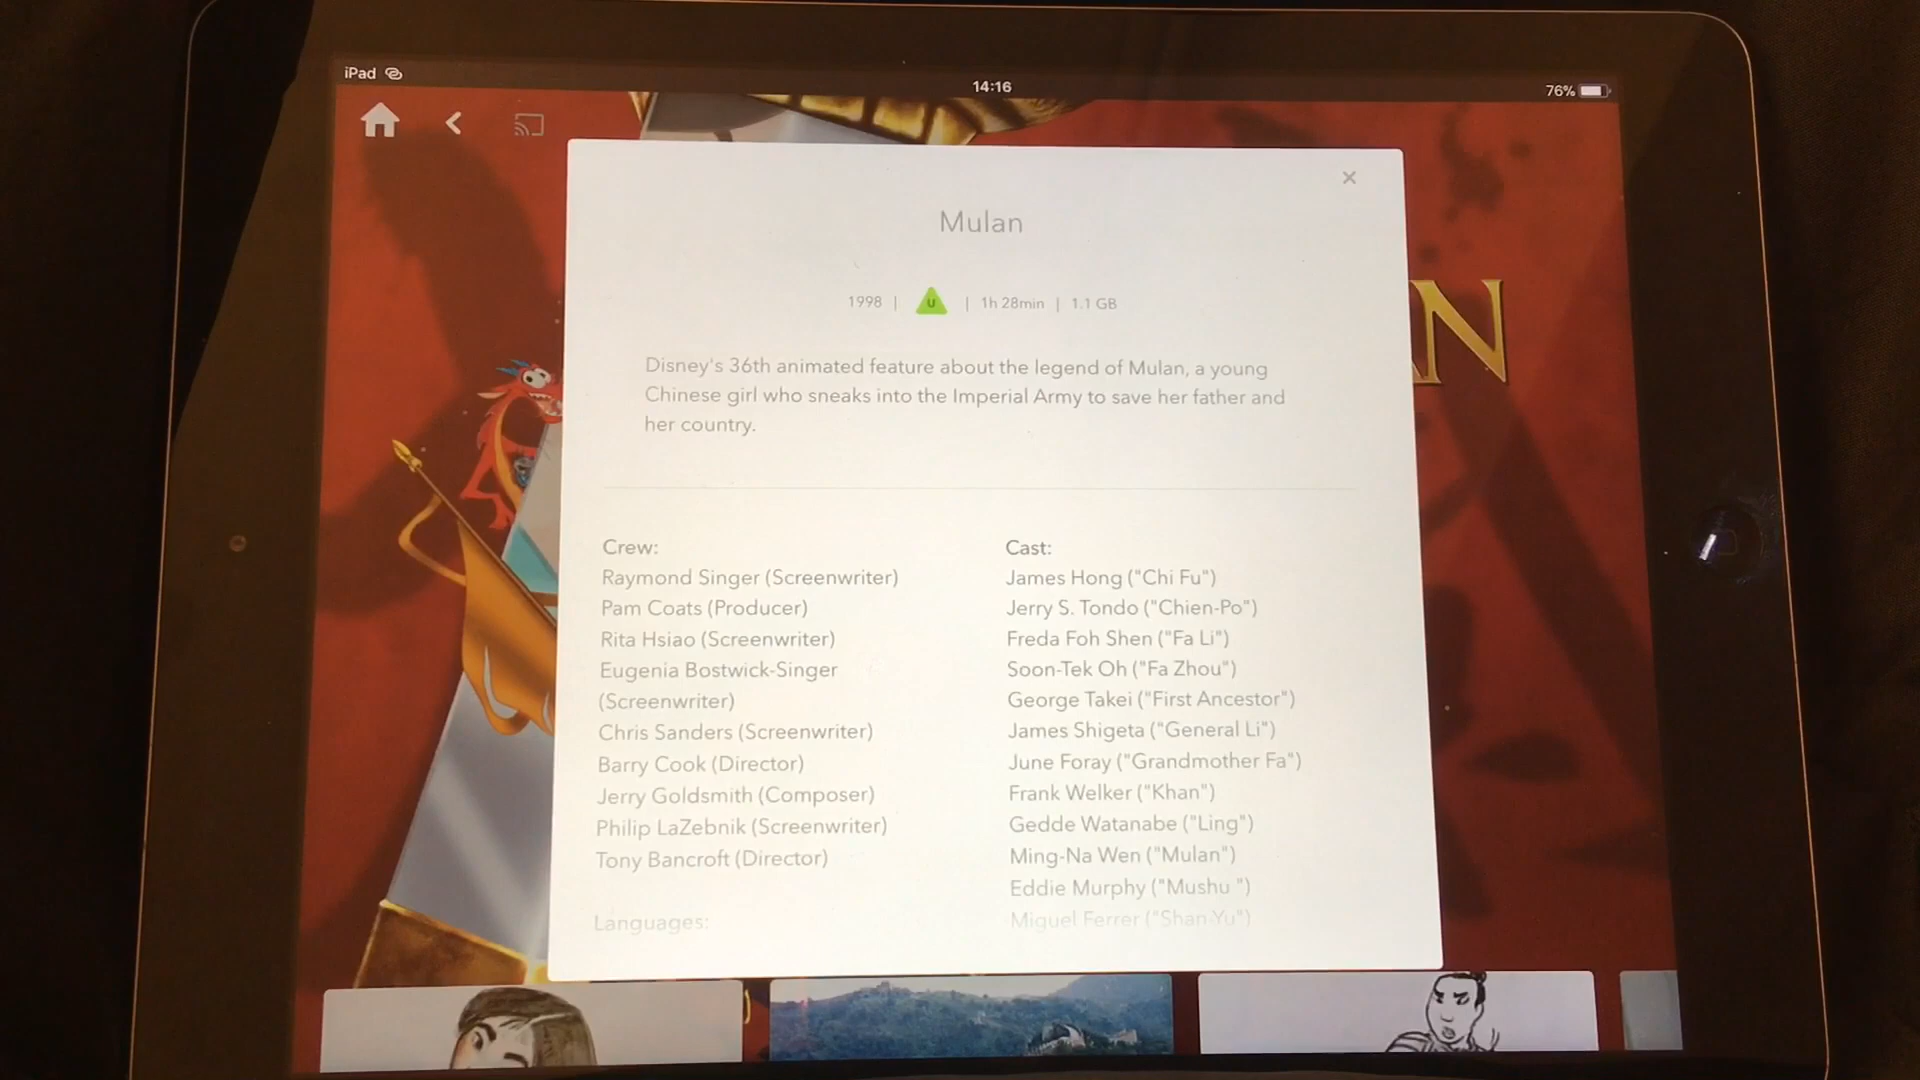 iPad
14:16
76%
Mulan
1998 | U | 1h 28min | 1.1 GB
Disney's 36th animated feature about the legend of Mulan, a young
Chinese girl who sneaks into the Imperial Army to save her father and
her country.
AN
Crew:
Raymond Singer (Screenwriter)
Pam Coats (Producer)
Rita Hsiao (Screenwriter)
Eugenia Bostwick-Singer
(Screenwriter)
Chris Sanders (Screenwriter)
Barry Cook (Director)
Jerry Goldsmith (Composer)
Philip LaZebnik (Screenwriter)
Tony Bancroft (Director)
Languages:
Cast:
James Hong ("Chi Fu")
Jerry S. Tondo ("Chien-Po")
Freda Foh Shen ("Fa Li")
Soon-Tek Oh ("Fa Zhou")
George Takei ("First Ancestor")
James Shigeta ("General Li")
June Foray ("Grandmother Fa")
Frank Welker ("Khan")
Gedde Watanabe ("Ling")
Ming-Na Wen ("Mulan")
Eddie Murphy ("Mushu ")
Miguel Ferrer ("Shan-Yu")